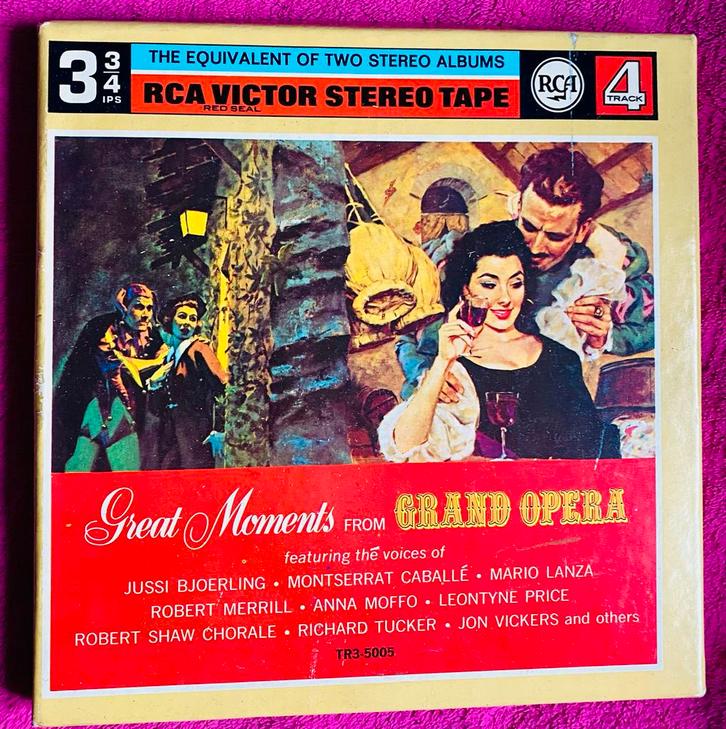 3 3/4 IPS
THE EQUIVALENT OF TWO STEREO ALBUMS
RCA VICTOR STEREO TAPE
RED SEAL
RCA
4 TRACK
Great Moments FROM GRAND OPERA
featuring the voices of
JUSSI BJOERLING • MONTSERRAT CABALLÉ • MARIO LANZA
ROBERT MERRILL • ANNA MOFFO • LEONTYNE PRICE
ROBERT SHAW CHORALE • RICHARD TUCKER • JON VICKERS and others
TR3-5005